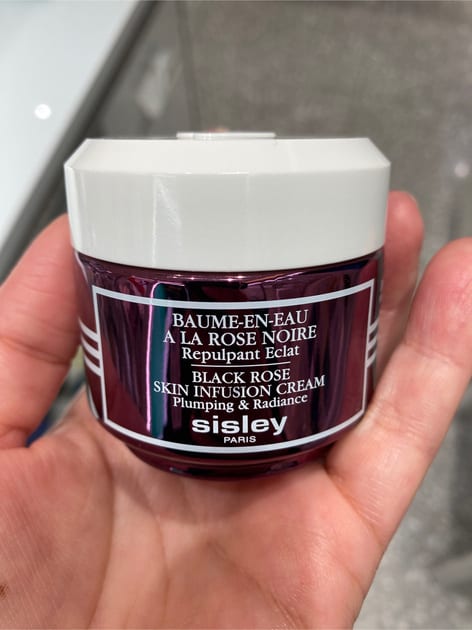 BAUME-EN-EAU
A LA ROSE NOIRE
Repulpant Eclat
BLACK ROSE
SKIN INFUSION CREAM
Plumping & Radiance
sisley
PARIS